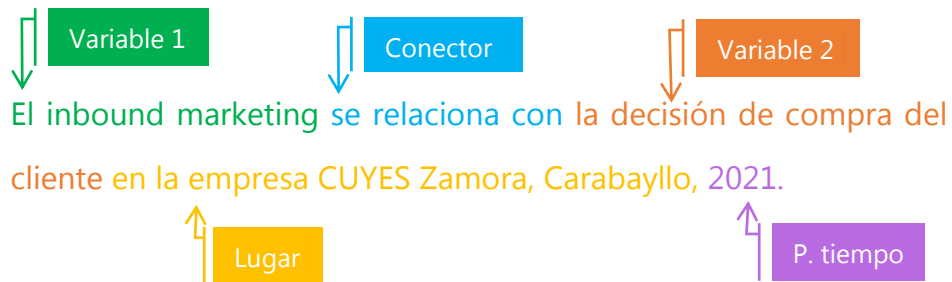 Variable 1
Conector
Variable 2
El inbound marketing se relaciona con la decisión de compra del
cliente en la empresa CUYES Zamora, Carabayllo, 2021.
Lugar
P. tiempo